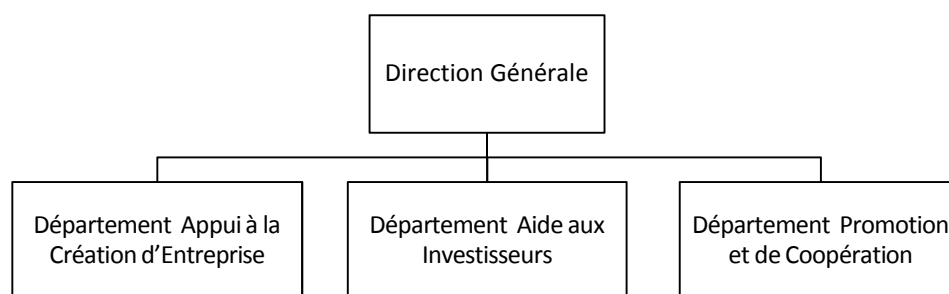 Direction Générale
Département Appui à la
Création d’Entreprise
Département Aide aux
Investisseurs
Département Promotion
et de Coopération